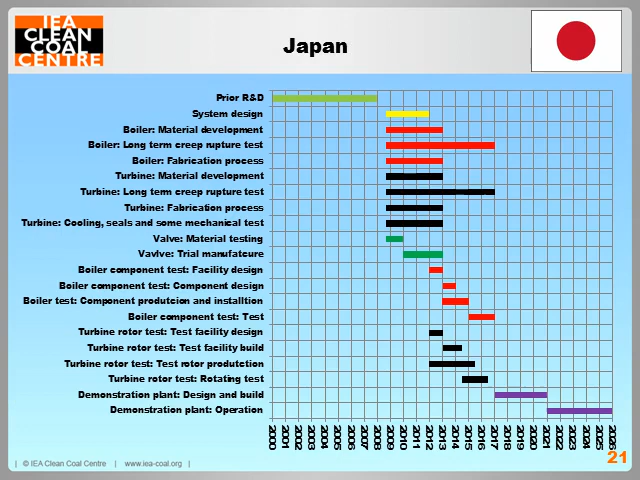 IEA
CLEAN
COAL
CENTRE
Japan
Prior R&D
System design
Boiler: Material development
Boiler: Long term creep rupture test
Boiler: Fabrication process
Turbine: Material development
Turbine: Long term creep rupture test
Turbine: Fabrication process
Turbine: Cooling, seals and some mechanical test
Valve: Material testing
Vavlve: Trial manufatcure
Boiler component test: Facility design
Boiler component test: Component design
Boiler test: Component produtcion and installtion
Boiler component test: Test
Turbine rotor test: Test facility design
Turbine rotor test: Test facility build
Turbine rotor test: Test rotor produtction
Turbine rotor test: Rotating test
Demonstration plant: Design and build
Demonstration plant: Operation
2000 2001 2002 2003 2004 2005 2006 2007 2008 2009 2010 2011 2012 2013 2014 2015 2016 2017 2018 2019 2020 2021 2022 2023 2024 2025 2026
21
| © IEA Clean Coal Centre | www.iea-coal.org |